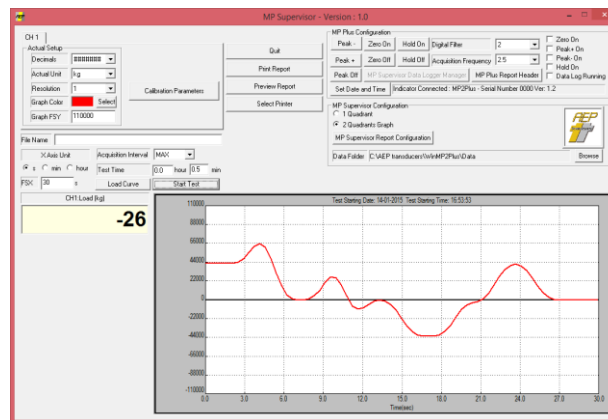 MP Supervisor - Version : 1.0
CH 1
Actual Setup
Decimals
Actual Unit kg
Resolution 1
Graph Color Select
Graph FSY 110000
Calibration Parameters
Quit
Print Report
Preview Report
Select Printer
MP Plus Configuration
Peak - Zero On Hold On Digital Filter 2
Peak + Zero Off Hold Off Acquisition Frequency 2.5
Peak Off MP Supervisor Data Logger Manager MP Plus Report Header
Set Date and Time Indicator Connected : MP2Plus - Serial Number 0000 Ver: 1.2
Zero On
Peak+ On
Peak- On
Hold On
Data Log Running
MP Supervisor Configuration
1 Quadrant
2 Quadrants Graph
MP Supervisor Report Configuration
AEP
transducers
Data Folder C:\AEP transducers\WinMP2Plus\Data Browse
File Name
X Axis Unit Acquisition Interval MAX
s min hour Test Time 0.0 hour 0.5 min
FSX 30 s Load Curve Start Test
CH1:Load [kg]
-26
Test Starting Date: 14-01-2015 Test Starting Time: 16:53:53
110000
88000
66000
44000
22000
0
-22000
-44000
-66000
-88000
-110000
0.0 3.0 6.0 9.0 12.0 15.0 18.0 21.0 24.0 27.0 30.0
Time(sec)